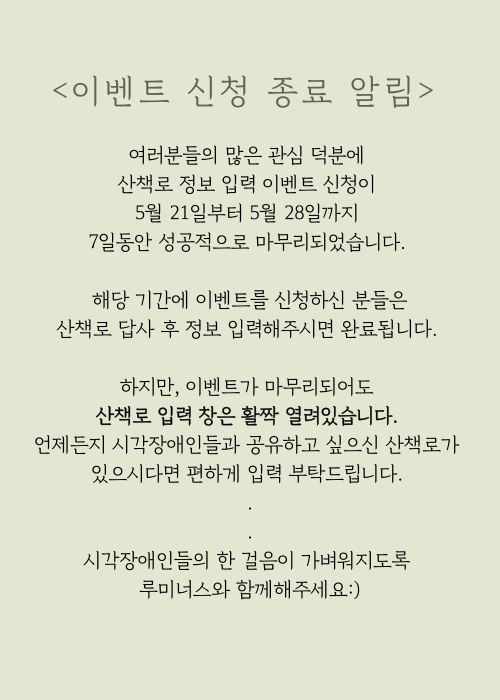 <이벤트 신청 종료 알림>
여러분들의 많은 관심 덕분에
산책로 정보 입력 이벤트 신청이
5월 21일부터 5월 28일까지
7일동안 성공적으로 마무리되었습니다.
해당 기간에 이벤트를 신청하신 분들은
산책로 답사 후 정보 입력해주시면 완료됩니다.
하지만, 이벤트가 마무리되어도
산책로 입력 창은 활짝 열려있습니다.
언제든지 시각장애인들과 공유하고 싶으신 산책로가
있으시다면 편하게 입력 부탁드립니다.
.
.
시각장애인들의 한 걸음이 가벼워지도록
루미너스와 함께해주세요:)